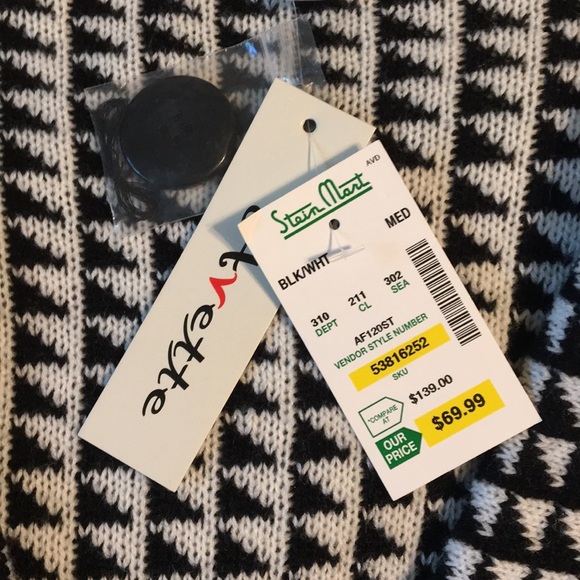 vette
Stein Mart
AVD
BLK/WHT
MED
310 211 302
DEPT CL SEA
AF120ST
VENDOR STYLE NUMBER
53816252
SKU
*COMPARE AT $139.00
OUR PRICE $69.99